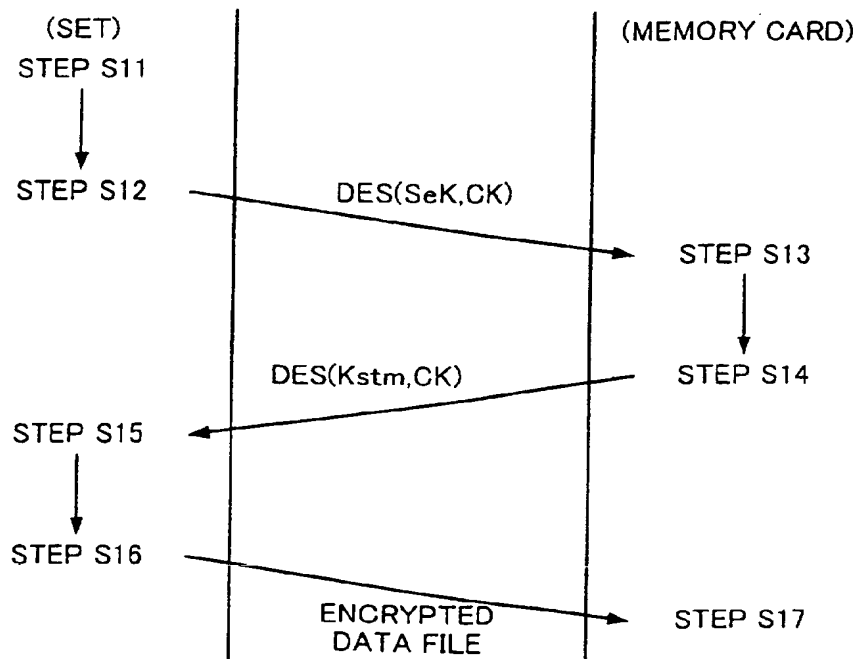 (SET)
(MEMORY CARD)
STEP S11
STEP S12
DES(SeK,CK)
STEP S13
DES(Kstm,CK)
STEP S14
STEP S15
STEP S16
ENCRYPTED
DATA FILE
STEP S17